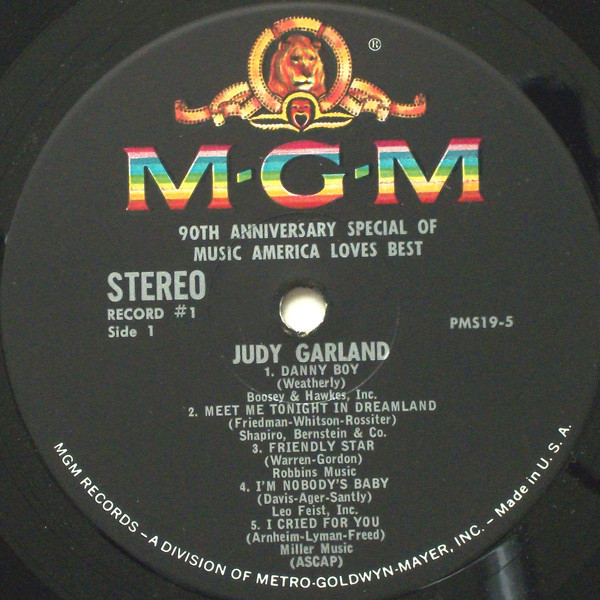 ®
M·G·M
90TH ANNIVERSARY SPECIAL OF
MUSIC AMERICA LOVES BEST
STEREO
RECORD #1
Side 1
PMS19-5
JUDY GARLAND
1. DANNY BOY
(Weatherly)
Boosey & Hawkes, Inc.
2. MEET ME TONIGHT IN DREAMLAND
(Friedman-Whitson-Rossiter)
Shapiro, Bernstein & Co.
3. FRIENDLY STAR
(Warren-Gordon)
Robbins Music
4. I'M NOBODY'S BABY
(Davis-Ager-Santly)
Leo Feist, Inc.
5. I CRIED FOR YOU
(Arnheim-Lyman-Freed)
Miller Music
(ASCAP)
MGM RECORDS – A DIVISION OF METRO-GOLDWYN-MAYER, INC. – Made in U. S. A.